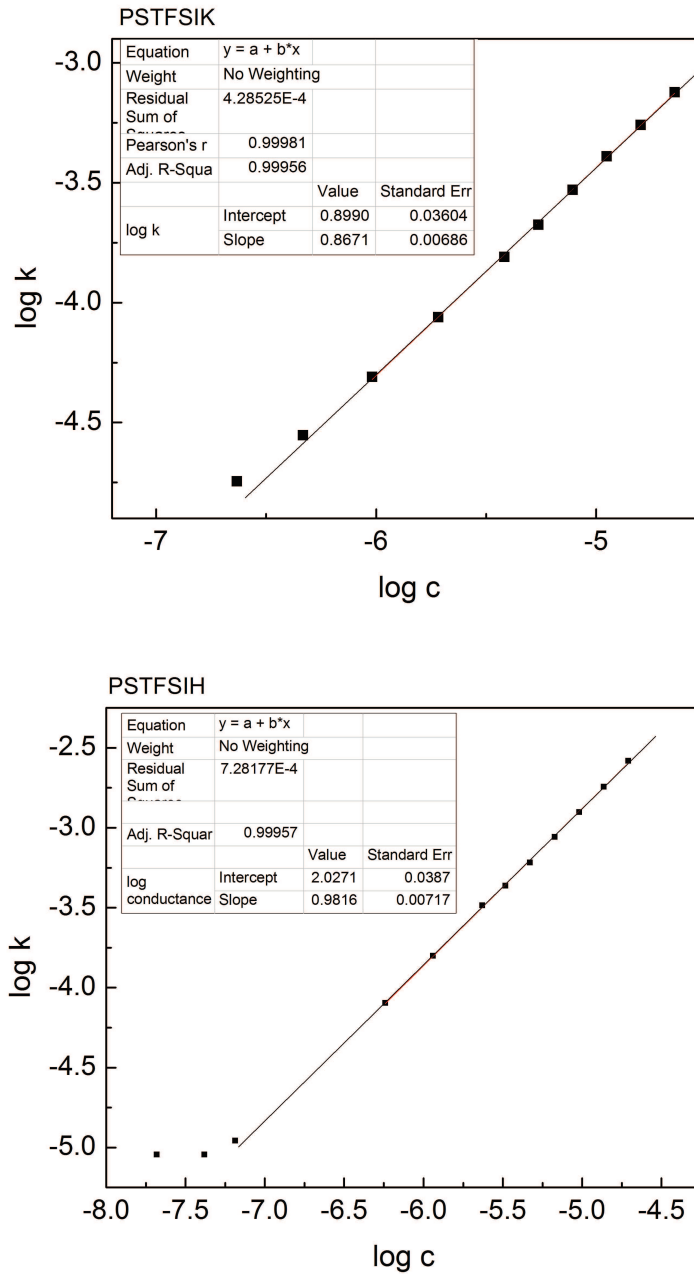 PSTFSIK
Equation y = a + b*x
Weight No Weighting
Residual 4.28525E-4
Sum of
Pearson's r 0.99981
Adj. R-Squa 0.99956
Value Standard Err
log k Intercept 0.8990 0.03604
Slope 0.8671 0.00686
-3.0
-3.5
-4.0
-4.5
log k
-7 -6 -5
log c
PSTFSIH
Equation y = a + b*x
Weight No Weighting
Residual 7.28177E-4
Sum of
Adj. R-Squar 0.99957
Value Standard Err
log Intercept 2.0271 0.0387
conductance Slope 0.9816 0.00717
-2.5
-3.0
-3.5
-4.0
-4.5
-5.0
log k
-8.0 -7.5 -7.0 -6.5 -6.0 -5.5 -5.0 -4.5
log c